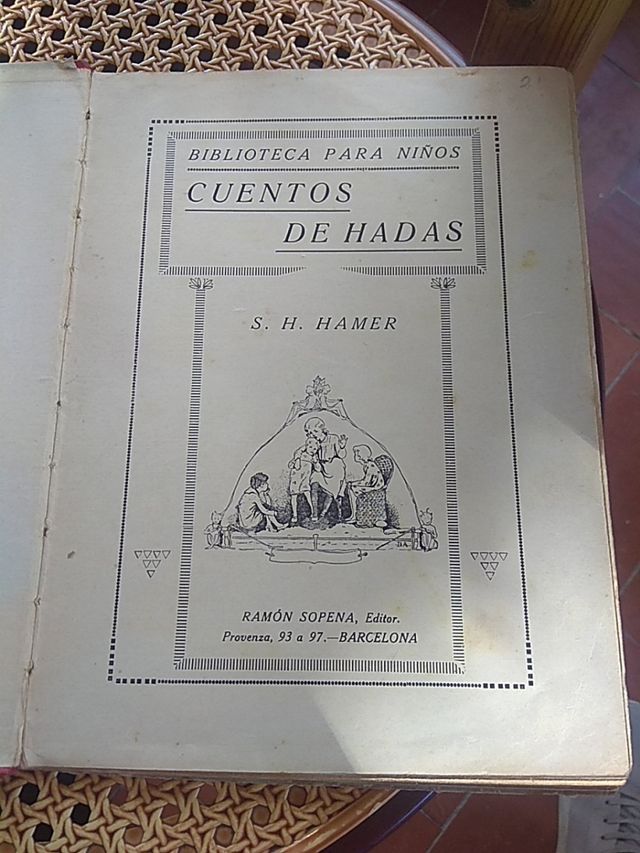 BIBLIOTECA PARA NIÑOS
CUENTOS
DE HADAS
S. H. HAMER
RAMÓN SOPENA, Editor.
Provenza, 93 a 97.—BARCELONA